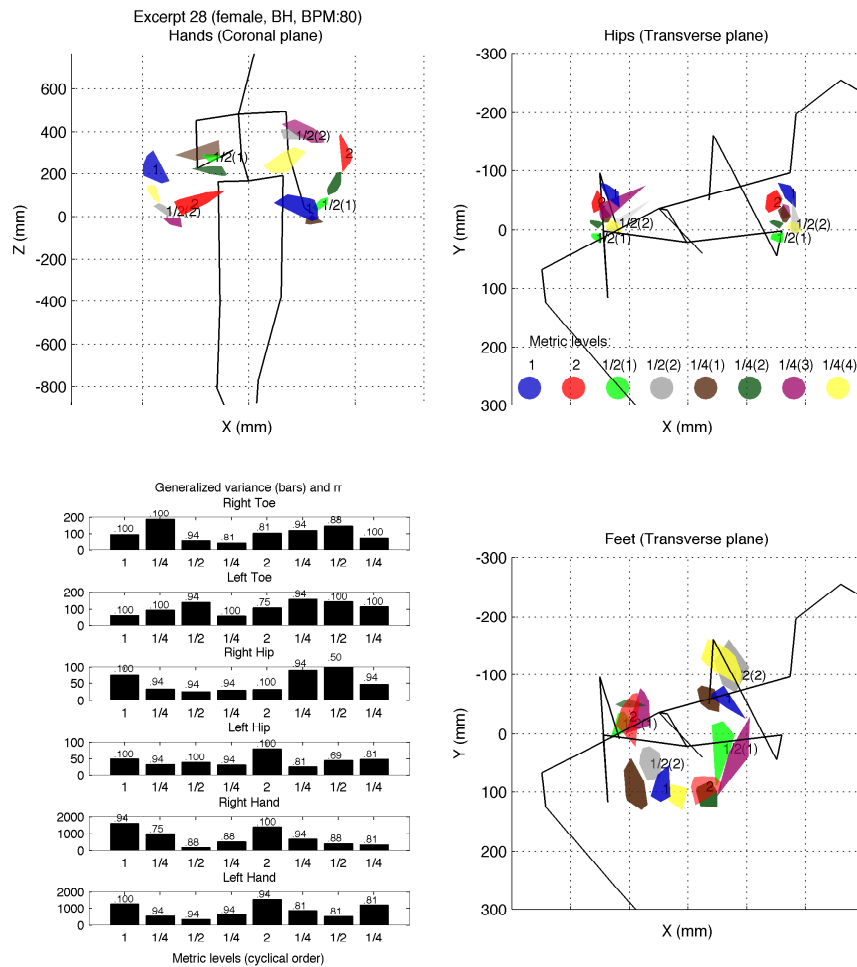 Excerpt 28 (female, BH, BPM:80)
Hands (Coronal plane)
600
400
200
0
-200
-400
-600
-800
Z (mm)
X (mm)
1
1/2(1)
1/2(2)
2
2
1/2(2)
1
1/2(1)
Hips (Transverse plane)
-300
-200
-100
0
100
200
300
Y (mm)
X (mm)
2
1/2(2)
1/2(1)
2
1/2(2)
1/2(1)
Metric levels:
1 2 1/2(1) 1/2(2) 1/4(1) 1/4(2) 1/4(3) 1/4(4)
Generalized variance (bars) and rr
Right Toe
200
100
0
.100 .100 .94 .81 .81 .94 .88 .100
1 1/4 1/2 1/4 2 1/4 1/2 1/4
Left Toe
200
100
0
.100 .100 .94 .100 .75 .94 .100 .100
1 1/4 1/2 1/4 2 1/4 1/2 1/4
Right Hip
100
50
0
.100 .94 .94 .94 .100 .94 .50 .94
1 1/4 1/2 1/4 2 1/4 1/2 1/4
Left Hip
100
50
0
.100 .94 .100 .94 .100 .81 .69 .81
1 1/4 1/2 1/4 2 1/4 1/2 1/4
Right Hand
2000
1000
0
.94 .75 .88 .88 .100 .94 .88 .81
1 1/4 1/2 1/4 2 1/4 1/2 1/4
Left Hand
2000
1000
0
.100 .94 .94 .94 .94 .81 .81 .81
1 1/4 1/2 1/4 2 1/4 1/2 1/4
Metric levels (cyclical order)
Feet (Transverse plane)
-300
-200
-100
0
100
200
300
Y (mm)
X (mm)
2(2)
1
2
1/2(1)
1/2(2)
1
2